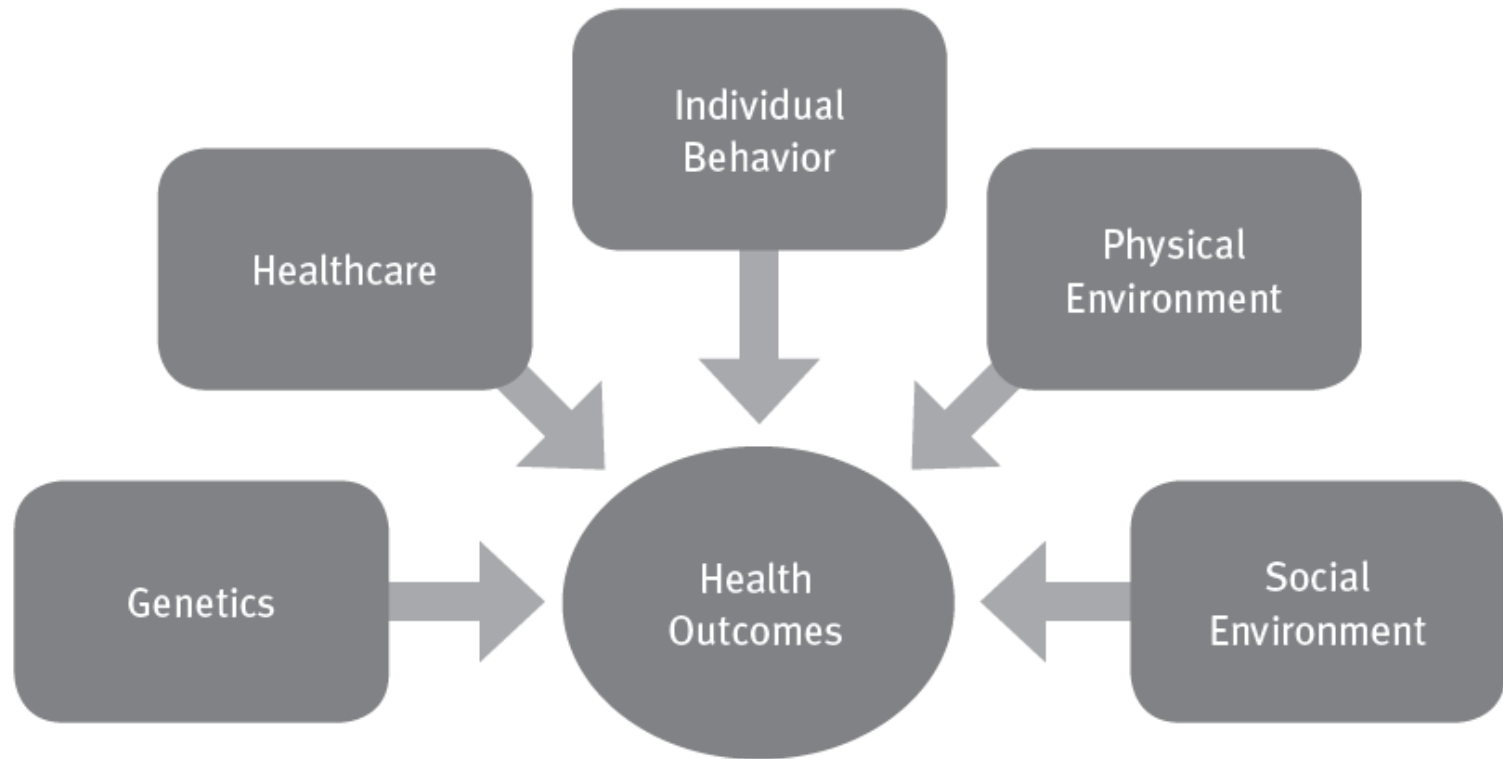 Individual
Behavior
Healthcare
Physical
Environment
Genetics
Health
Outcomes
Social
Environment